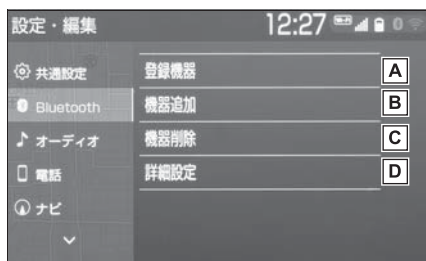 設定・編集 12:27
共通設定
Bluetooth
オーディオ
電話
ナビ
登録機器 A
機器追加 B
機器削除 C
詳細設定 D